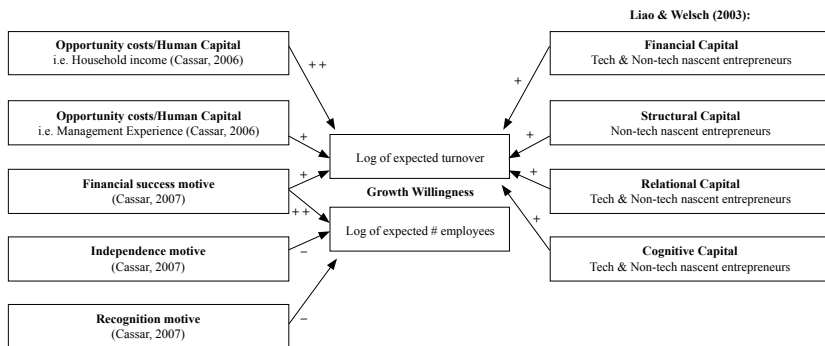 Liao & Welsch (2003):
Opportunity costs/Human Capital
i.e. Household income (Cassar, 2006)
++
Financial Capital
Tech & Non-tech nascent entrepreneurs
+
Opportunity costs/Human Capital
i.e. Management Experience (Cassar, 2006)
+
Structural Capital
Non-tech nascent entrepreneurs
+
Log of expected turnover
Financial success motive
(Cassar, 2007)
+
++
Growth Willingness
Relational Capital
Tech & Non-tech nascent entrepreneurs
+
Log of expected # employees
Independence motive
(Cassar, 2007)
–
Cognitive Capital
Tech & Non-tech nascent entrepreneurs
+
Recognition motive
(Cassar, 2007)
–